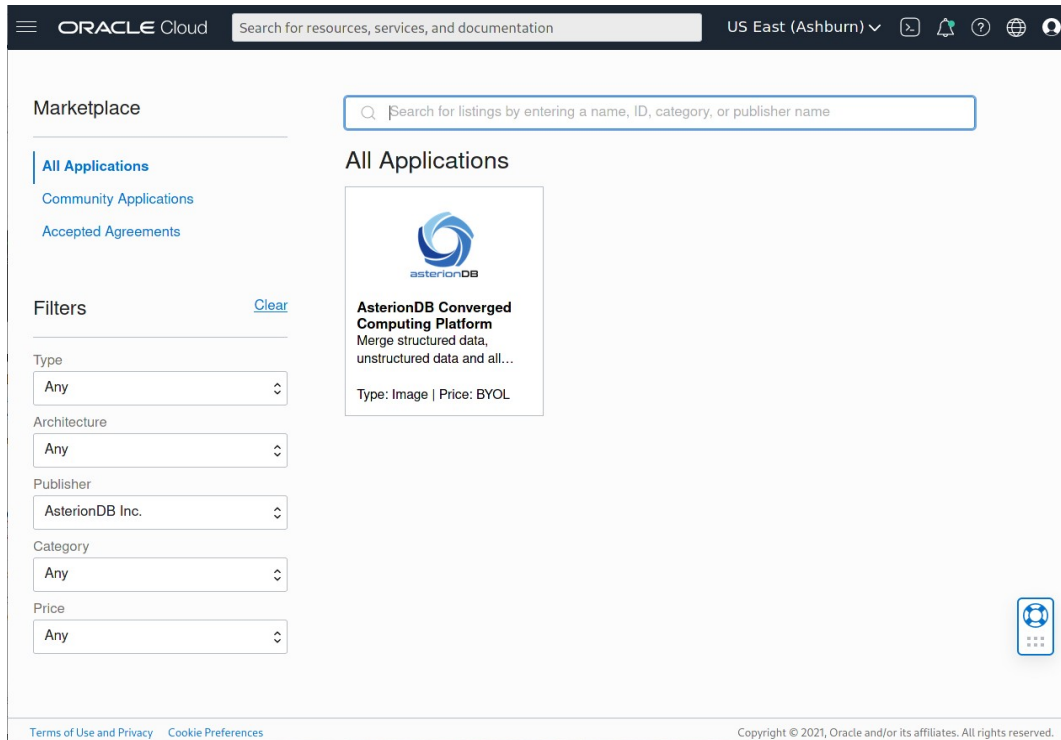 ORACLE Cloud
Search for resources, services, and documentation
US East (Ashburn)
Marketplace
All Applications
Community Applications
Accepted Agreements
Filters
Clear
Type
Any
Architecture
Any
Publisher
AsterionDB Inc.
Category
Any
Price
Any
Search for listings by entering a name, ID, category, or publisher name
All Applications
asterionDB
AsterionDB Converged
Computing Platform
Merge structured data,
unstructured data and all...
Type: Image | Price: BYOL
Terms of Use and Privacy
Cookie Preferences
Copyright © 2021, Oracle and/or its affiliates. All rights reserved.